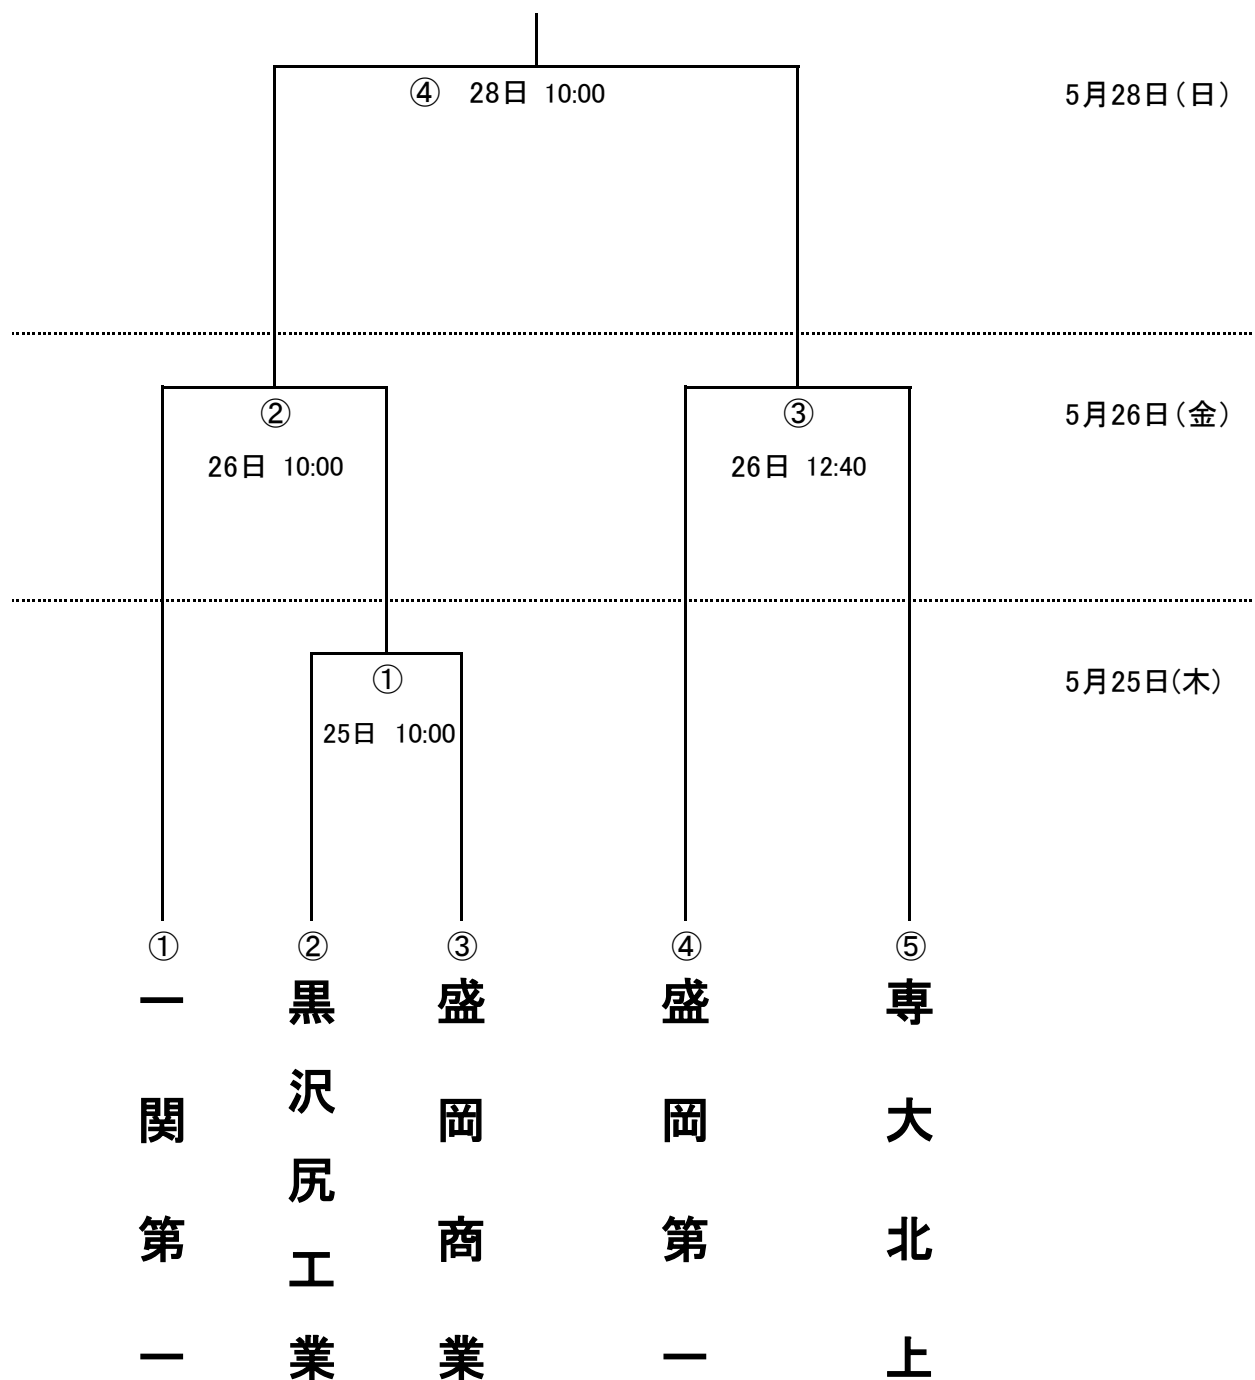 ④ 28日 10:00
5月28日（日）
②
③
5月26日（金）
26日 10:00
26日 12:40
①
5月25日(木)
25日 10:00
①
②
③
④
⑤
一関第一
黒沢尻工業
盛岡商業
盛岡第一
専大北上